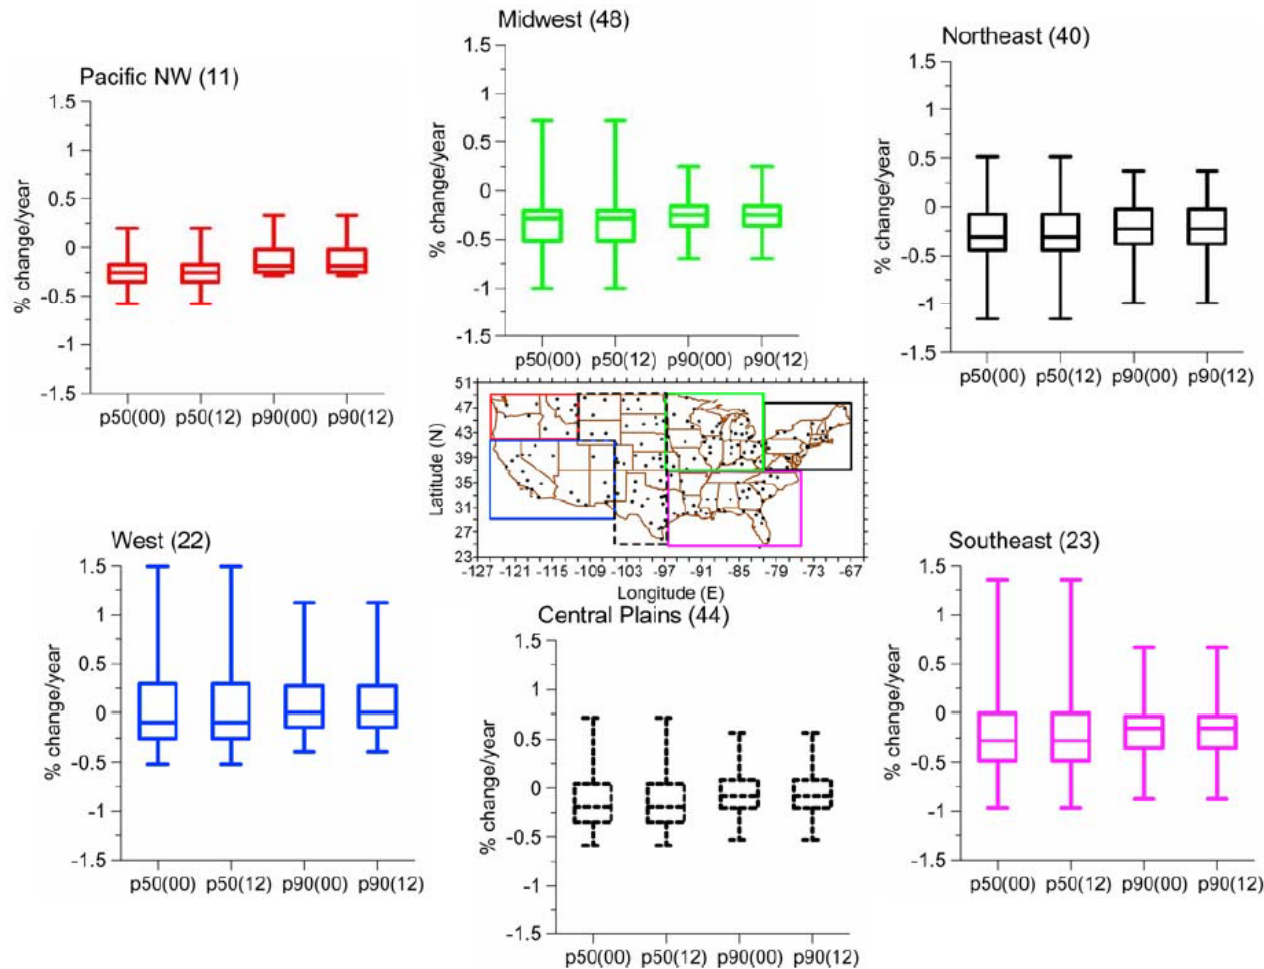 Pacific NW (11)
% change/year
1.5
1
0.5
0
-0.5
-1
-1.5
p50(00) p50(12) p90(00) p90(12)
Midwest (48)
% change/year
1.5
1
0.5
0
-0.5
-1
-1.5
p50(00) p50(12) p90(00) p90(12)
Northeast (40)
% change/year
1.5
1
0.5
0
-0.5
-1
-1.5
p50(00) p50(12) p90(00) p90(12)
Latitude (N)
51
47
43
39
35
31
27
23
-127 -121 -115 -109 -103 -97 -91 -85 -79 -73 -67
Longitude (E)
West (22)
% change/year
1.5
1
0.5
0
-0.5
-1
-1.5
p50(00) p50(12) p90(00) p90(12)
Central Plains (44)
% change/year
1.5
1
0.5
0
-0.5
-1
-1.5
p50(00) p50(12) p90(00) p90(12)
Southeast (23)
% change/year
1.5
1
0.5
0
-0.5
-1
-1.5
p50(00) p50(12) p90(00) p90(12)